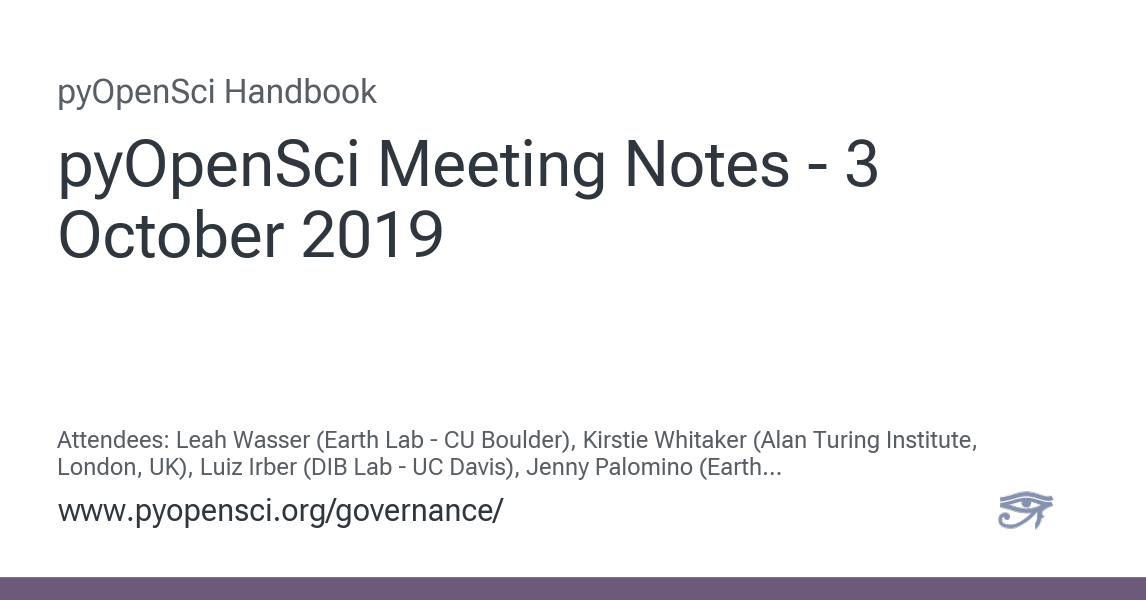 pyOpenSci Handbook
pyOpenSci Meeting Notes - 3
October 2019
Attendees: Leah Wasser (Earth Lab - CU Boulder), Kirstie Whitaker (Alan Turing Institute,
London, UK), Luiz Irber (DIB Lab - UC Davis), Jenny Palomino (Earth...
www.pyopensci.org/governance/